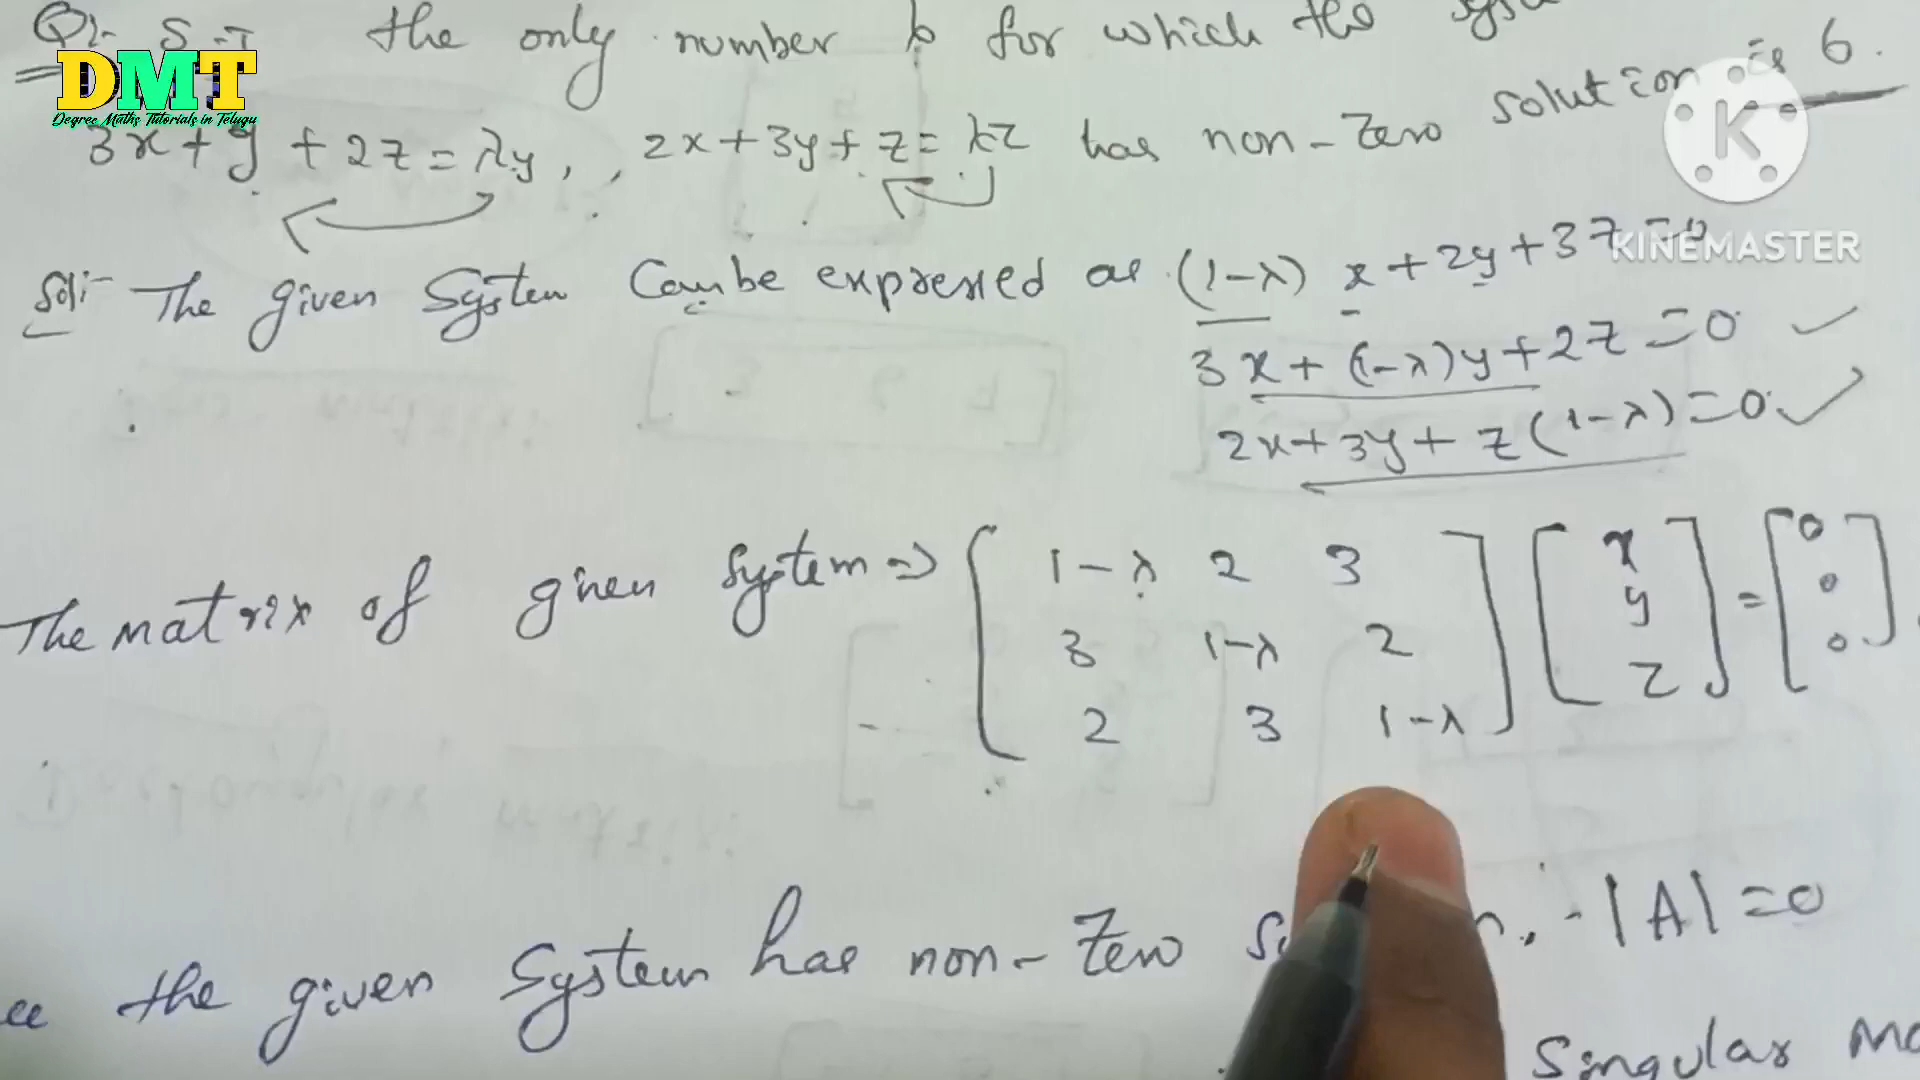 Q2- S-T the only number b for which the
3x+y+2z=λy, , 2x+3y+z=λz has non-zero solution is 6.
DMT
Degree Maths Tutorials in Telugu
K
KINEMASTER
Sol:- The given System Can be expressed as (1-λ) x+2y+3z=0
3x+(1-λ)y+2z=0
2x+3y+z(1-λ)=0
The matrix of given system ⇒ [ 1-λ 2 3 ] [ x ] = [ 0 ]
3 1-λ 2 y 0
2 3 1-λ z 0
the given System has non-Zero |A|=0
Singular